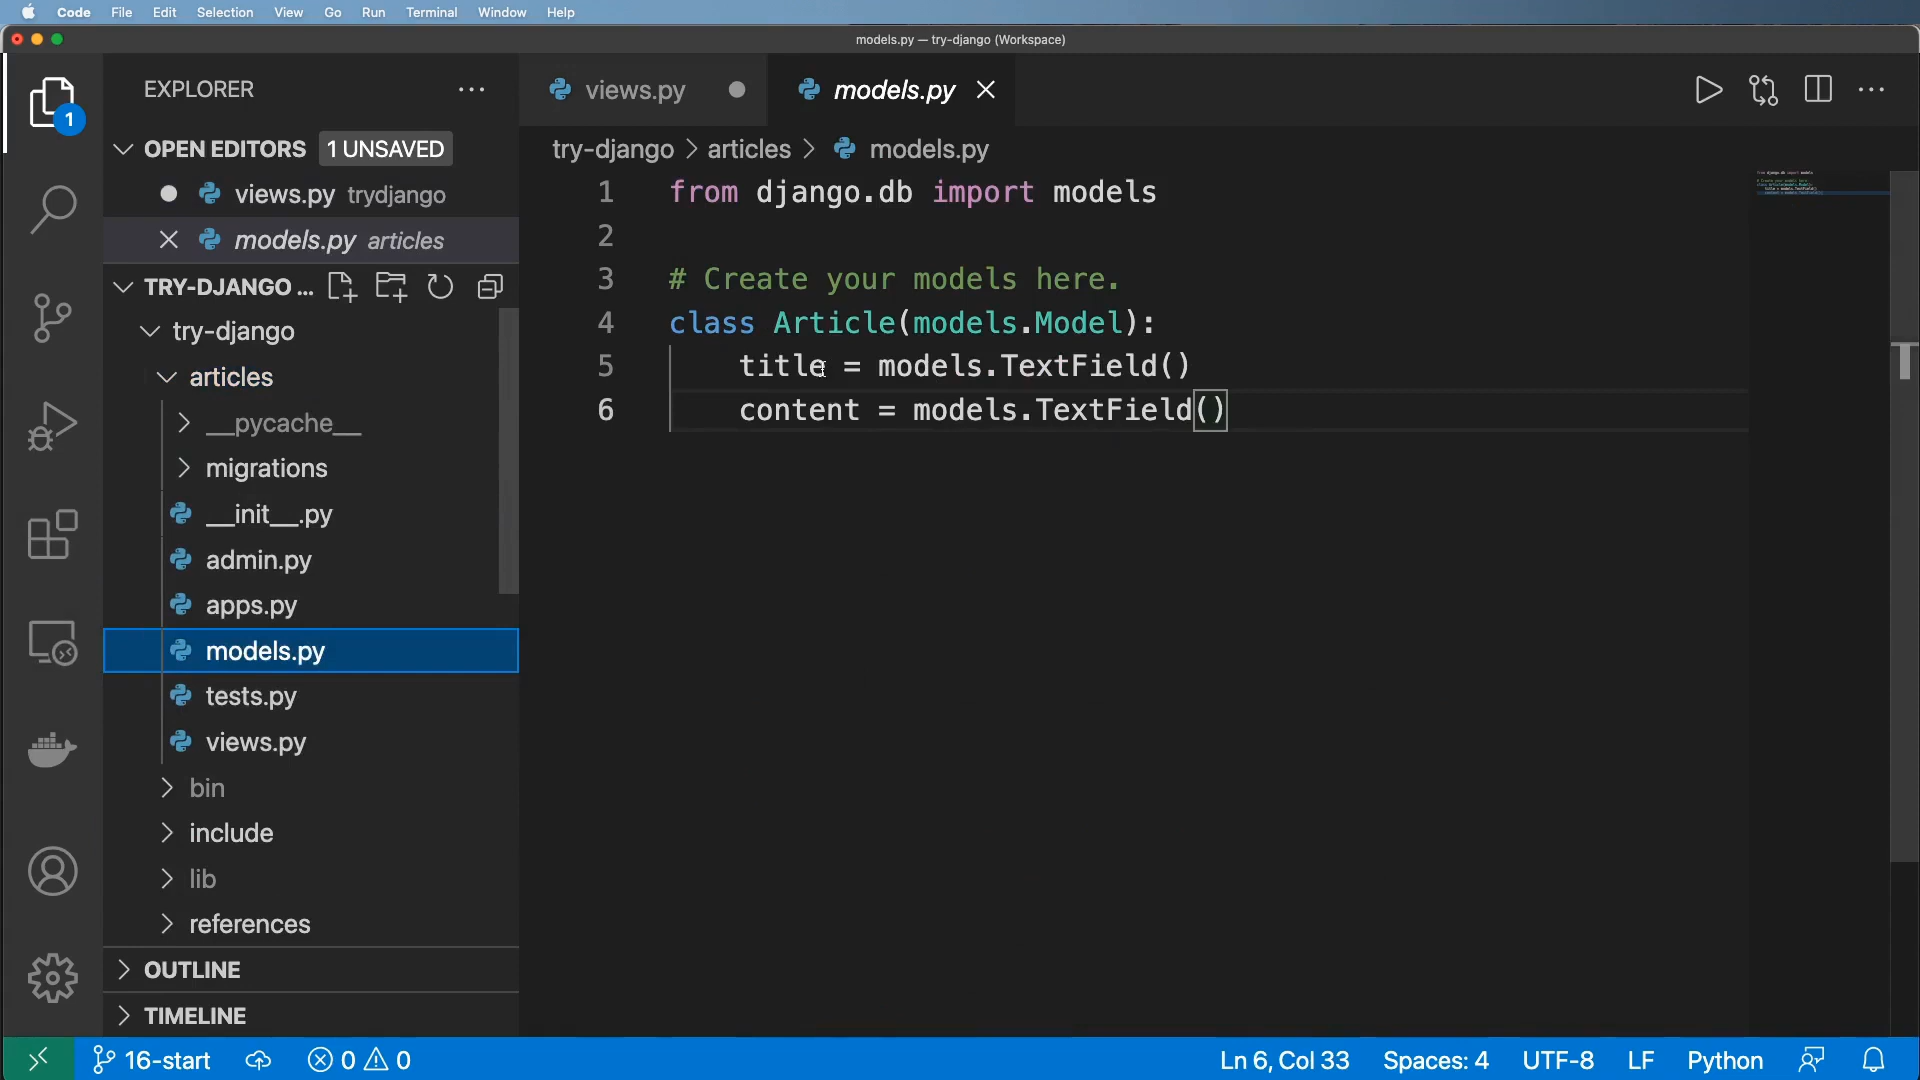 Code File Edit Selection View Go Run Terminal Window Help
models.py — try-django (Workspace)
EXPLORER
1
OPEN EDITORS 1 UNSAVED
views.py trydjango
models.py articles
TRY-DJANGO ...
try-django
articles
__pycache__
migrations
__init__.py
admin.py
apps.py
models.py
tests.py
views.py
bin
include
lib
references
OUTLINE
TIMELINE
views.py models.py
try-django > articles > models.py
1 from django.db import models
2
3 # Create your models here.
4 class Article(models.Model):
5 title = models.TextField()
6 content = models.TextField()
16-start 0 0 Ln 6, Col 33 Spaces: 4 UTF-8 LF Python